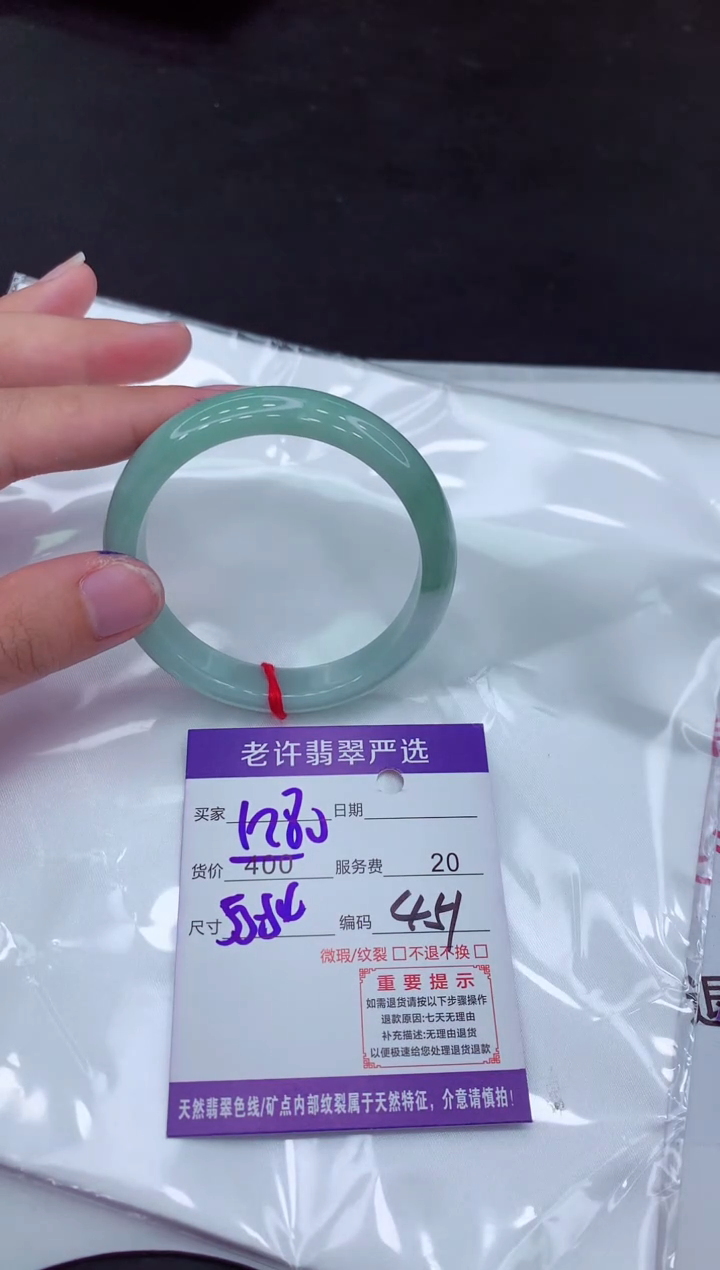 老许翡翠严选
买家 1780 日期
货价 400 服务费 20
尺寸 编码 451
微瑕/纹裂 □ 不退不换 □
重要提示
如需退货请按以下步骤操作
退款原因:七天无理由
补充描述:无理由退货
以便极速给您处理退货退款
天然翡翠色线/矿点内部纹裂属于天然特征，介意请慎拍！
退